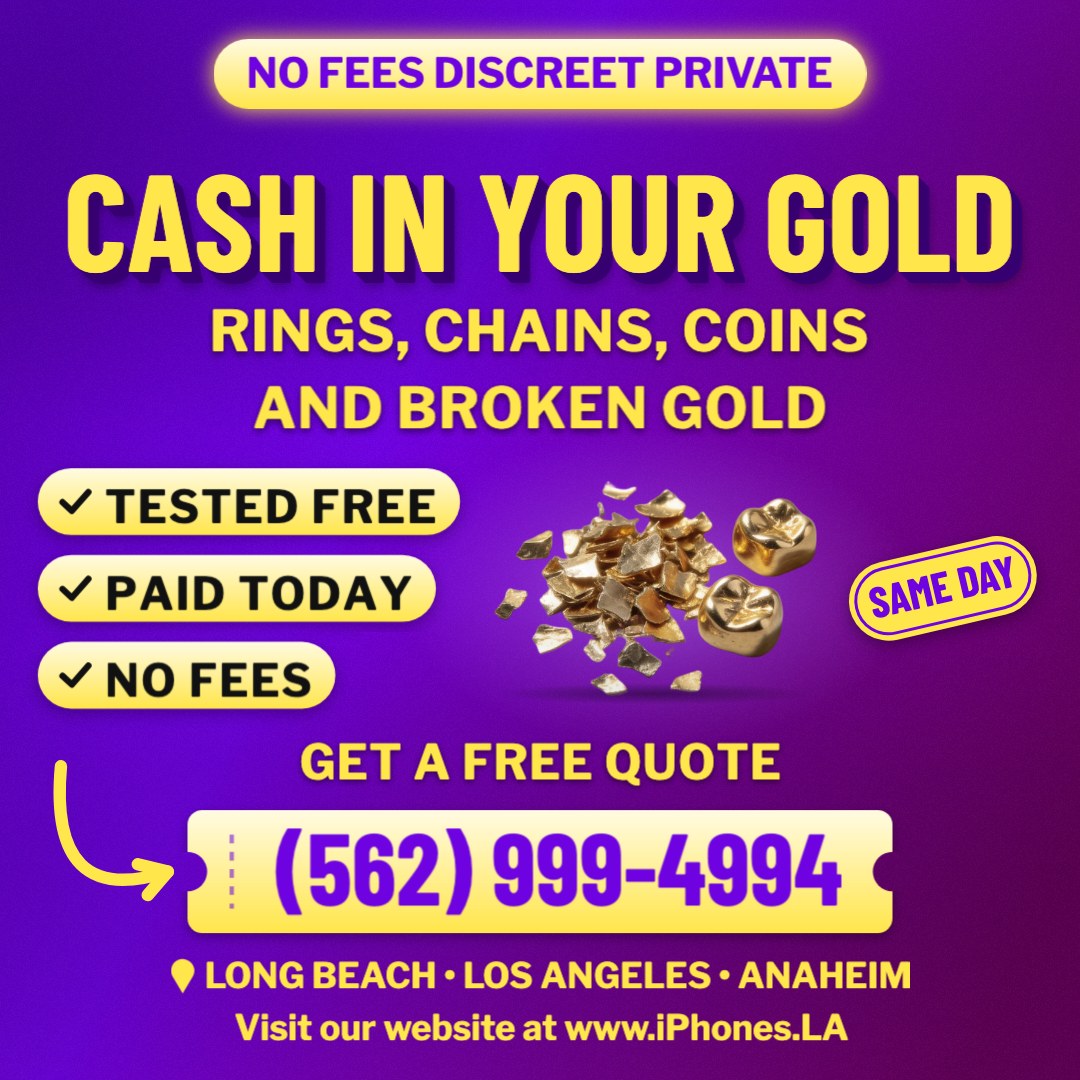 NO FEES DISCREET PRIVATE
CASH IN YOUR GOLD
RINGS, CHAINS, COINS
AND BROKEN GOLD
✓ TESTED FREE
✓ PAID TODAY
✓ NO FEES
SAME DAY
GET A FREE QUOTE
(562) 999-4994
LONG BEACH • LOS ANGELES • ANAHEIM
Visit our website at www.iPhones.LA